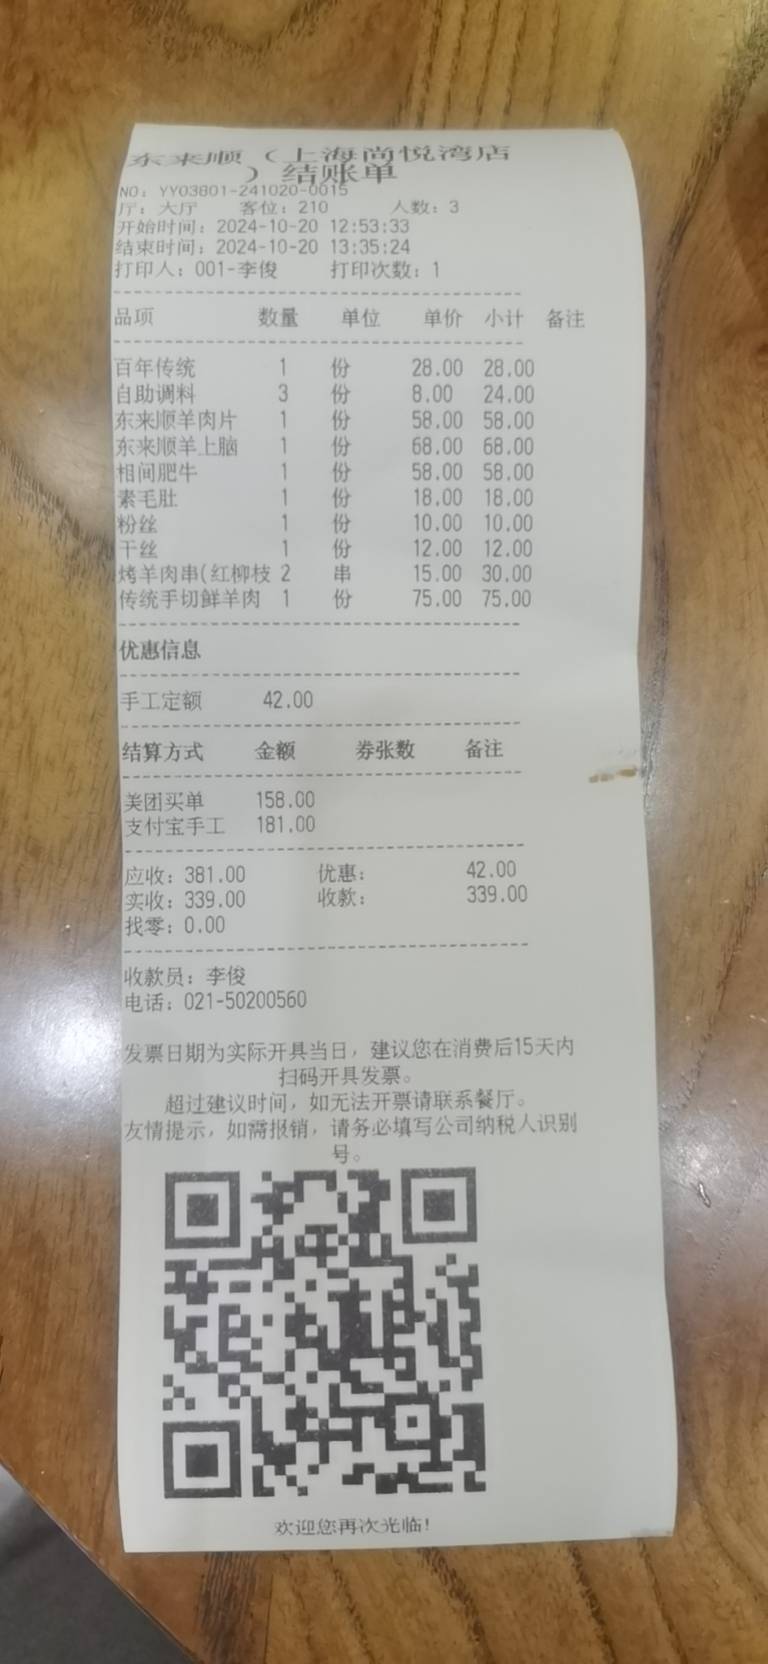 东来顺（上海尚悦湾店
）结账单
NO: YY03801-241020-0015
厅: 大厅 客位: 210 人数: 3
开始时间: 2024-10-20 12:53:33
结束时间: 2024-10-20 13:35:24
打印人: 001-李俊 打印次数: 1
品项 数量 单位 单价 小计 备注
百年传统 1 份 28.00 28.00
自助调料 3 份 8.00 24.00
东来顺羊肉片 1 份 58.00 58.00
东来顺羊上脑 1 份 68.00 68.00
相间肥牛 1 份 58.00 58.00
素毛肚 1 份 18.00 18.00
粉丝 1 份 10.00 10.00
干丝 1 份 12.00 12.00
烤羊肉串(红柳枝 2 串 15.00 30.00
传统手切鲜羊肉 1 份 75.00 75.00
优惠信息
手工定额 42.00
结算方式 金额 券张数 备注
美团买单 158.00
支付宝手工 181.00
应收: 381.00 优惠: 42.00
实收: 339.00 收款: 339.00
找零: 0.00
收款员: 李俊
电话: 021-50200560
发票日期为实际开具当日，建议您在消费后15天内
扫码开具发票。
超过建议时间，如无法开票请联系餐厅。
友情提示，如需报销，请务必填写公司纳税人识别
号。
欢迎您再次光临!